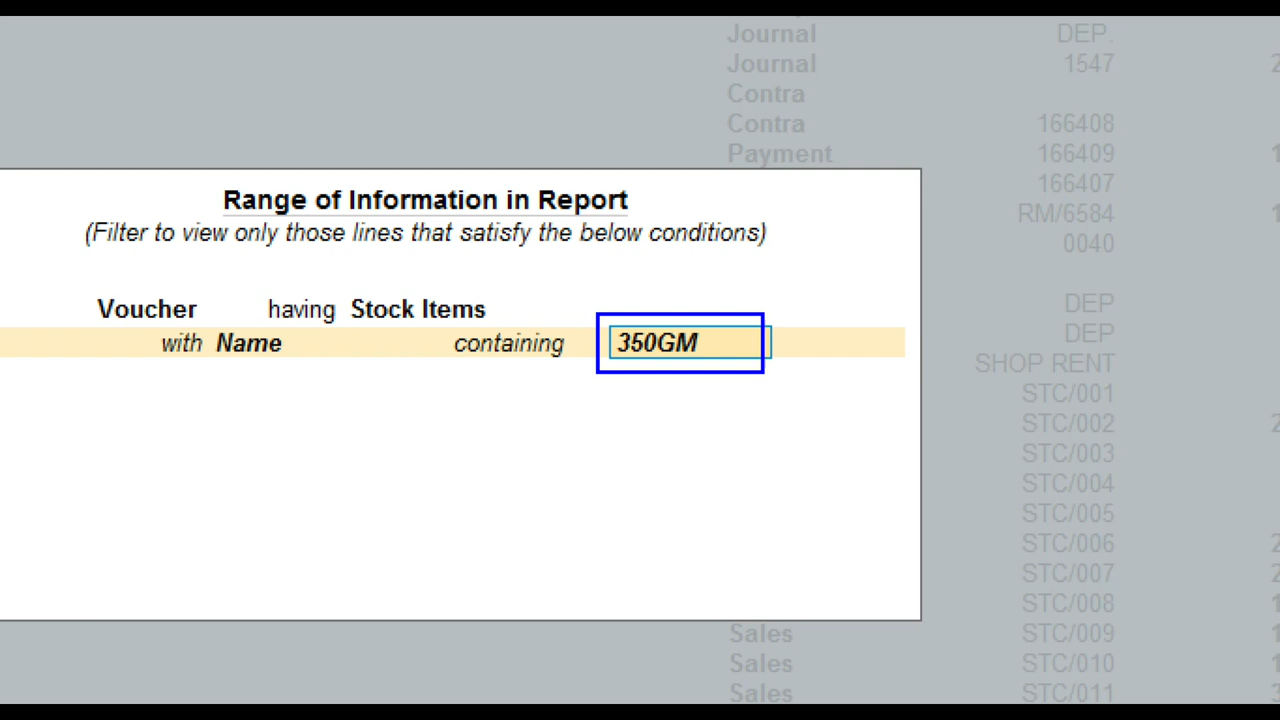 Journal DEP.
Journal 1547
Contra
Contra 166408
Payment 166409
166407
RM/6584
0040
DEP
DEP
SHOP RENT
STC/001
STC/002
STC/003
STC/004
STC/005
STC/006
STC/007
STC/008
Sales STC/009
Sales STC/010
Sales STC/011
Range of Information in Report
(Filter to view only those lines that satisfy the below conditions)
Voucher having Stock Items
with Name containing 350GM